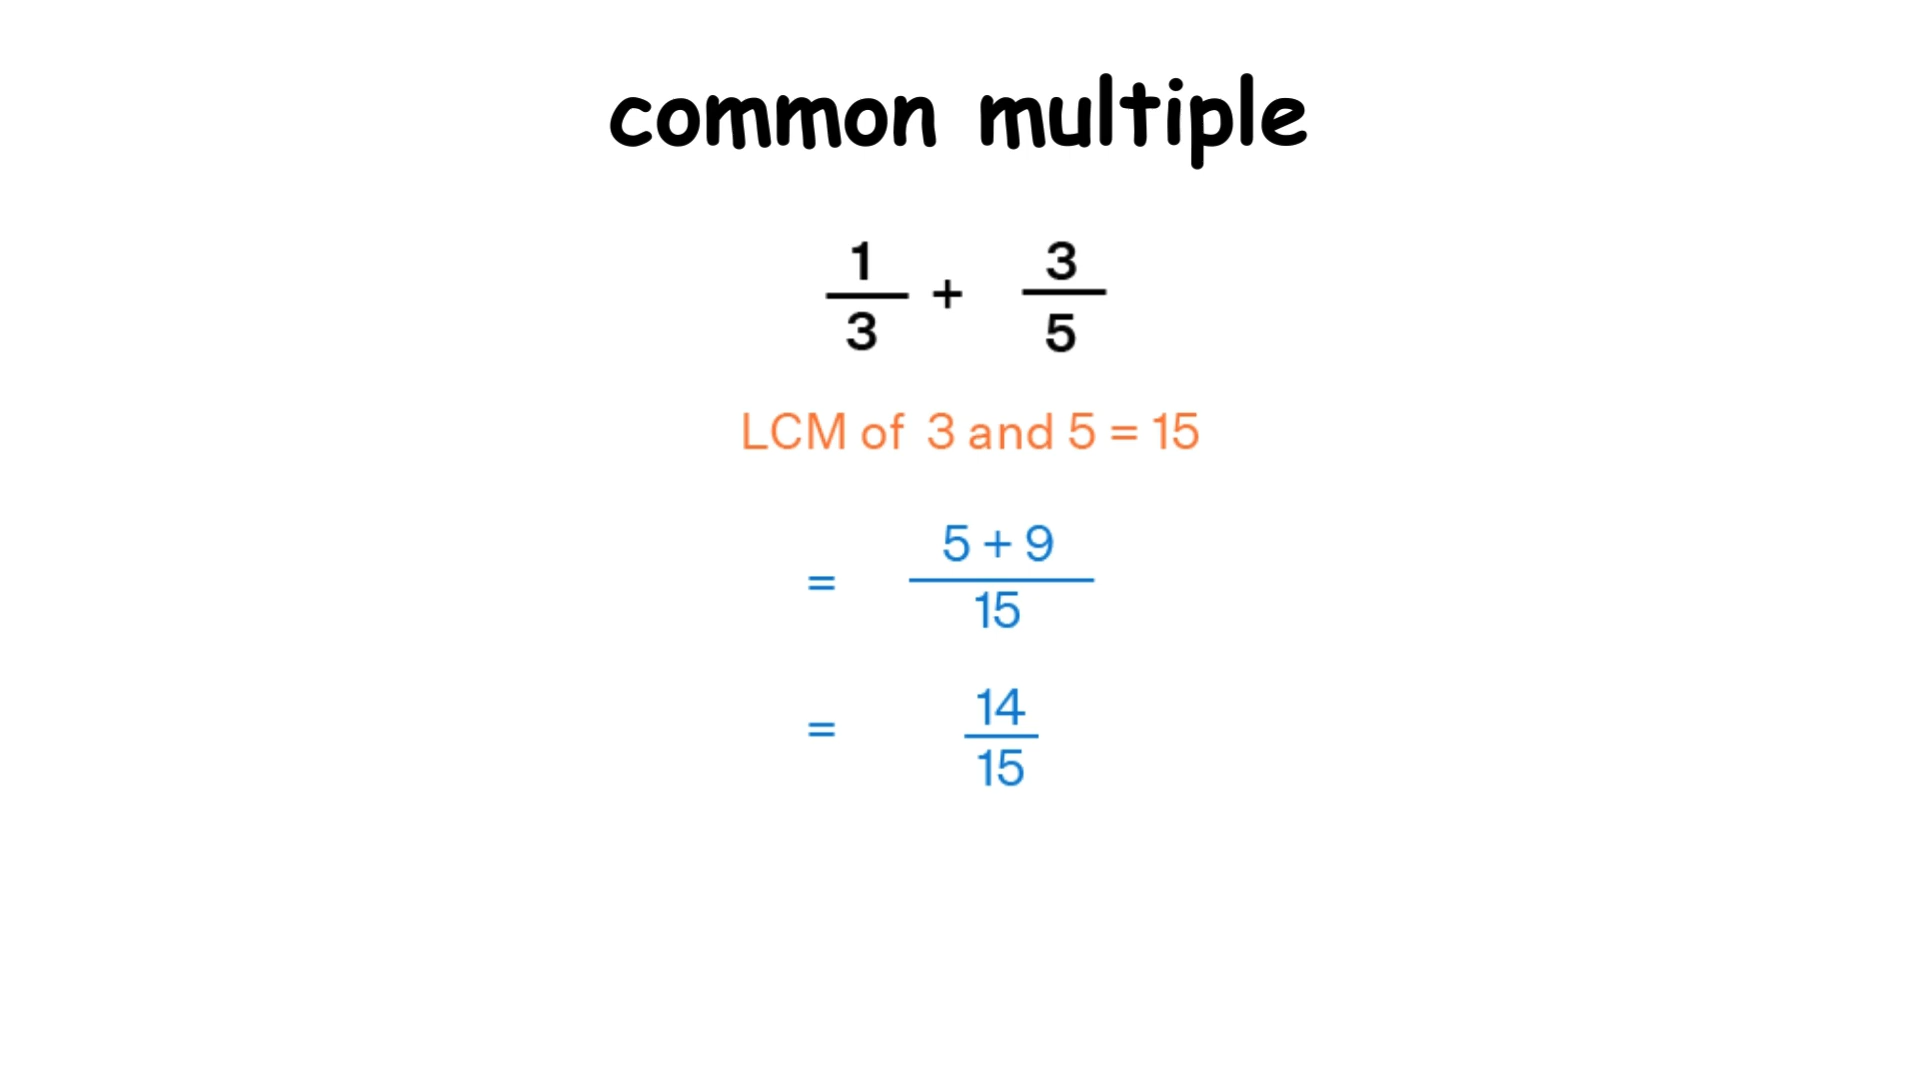 common multiple
1/3 + 3/5
LCM of 3 and 5 = 15
= 5 + 9/15
= 14/15